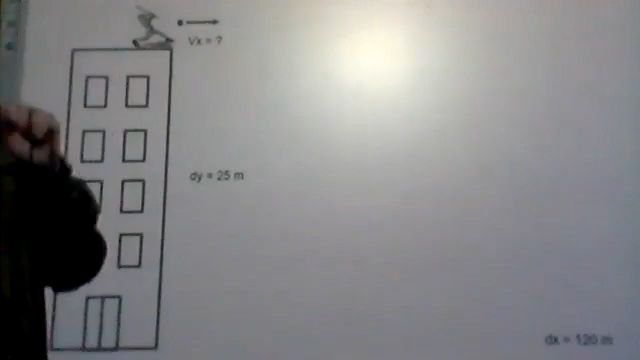 Vx = ?
dy = 25 m
dx = 120 m